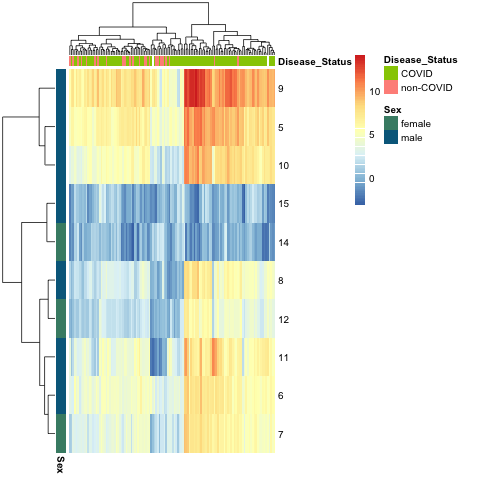 Disease_Status
9
5
10
15
14
8
12
11
6
7
Sex
10
5
0
Disease_Status
COVID
non-COVID
Sex
female
male